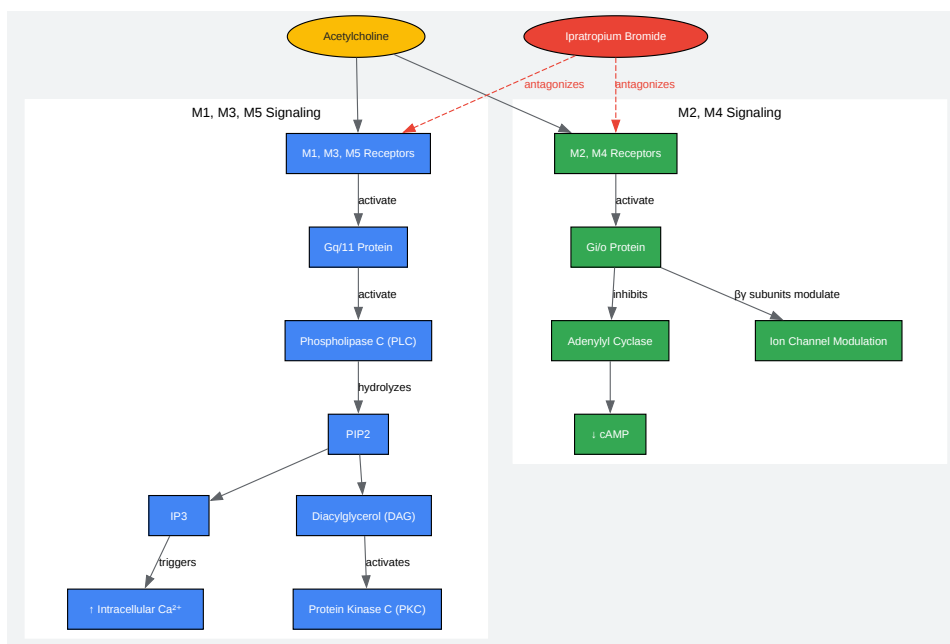 Acetylcholine
Ipratropium Bromide
antagonizes
antagonizes
M1, M3, M5 Signaling
M2, M4 Signaling
M1, M3, M5 Receptors
M2, M4 Receptors
activate
activate
Gq/11 Protein
Gi/o Protein
activate
inhibits
βγ subunits modulate
Phospholipase C (PLC)
Adenylyl Cyclase
Ion Channel Modulation
hydrolyzes
PIP2
↓ cAMP
IP3
Diacylglycerol (DAG)
triggers
activates
↑ Intracellular Ca²⁺
Protein Kinase C (PKC)